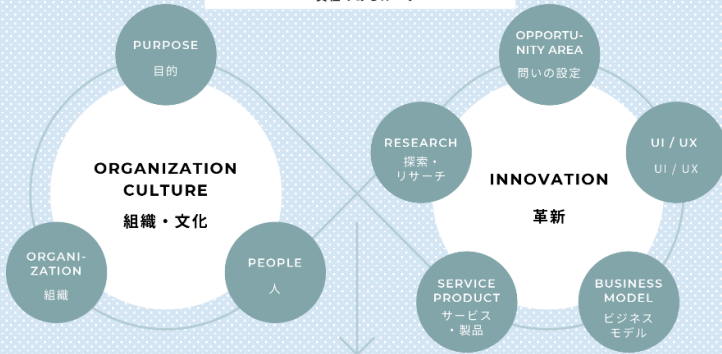 PURPOSE
目的
ORGANIZATION
CULTURE
組織・文化
ORGANI-
ZATION
組織
PEOPLE
人
OPPORTU-
NITY AREA
問いの設定
RESEARCH
探索・
リサーチ
UI / UX
UI / UX
INNOVATION
革新
SERVICE
PRODUCT
サービス
・製品
BUSINESS
MODEL
ビジネス
モデル